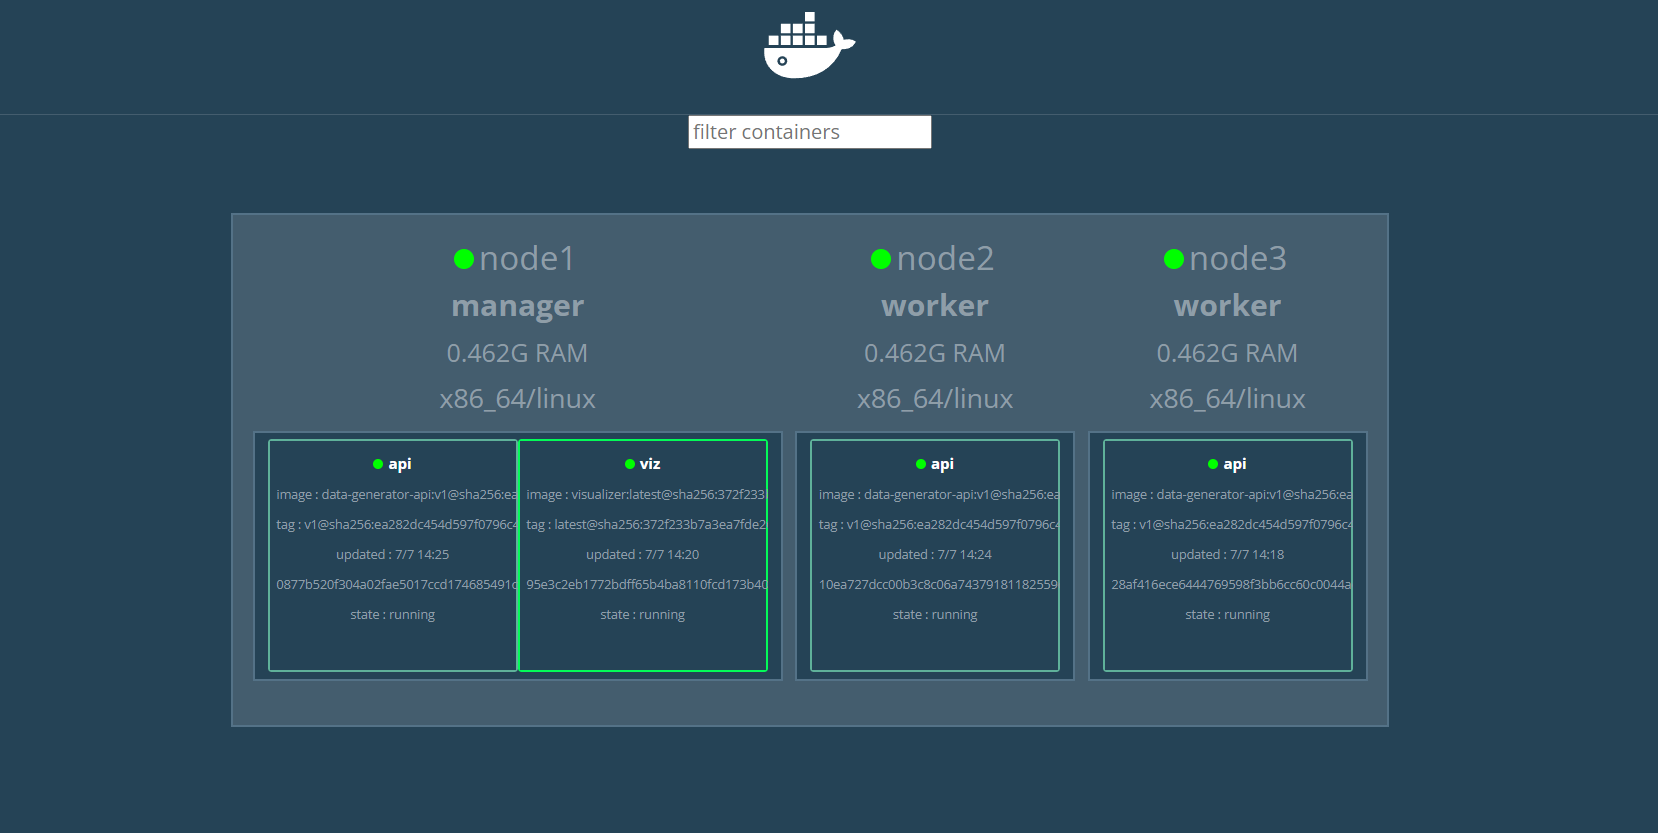 filter containers
node1
manager
0.462G RAM
x86_64/linux
api
image : data-generator-api:v1@sha256:ea
tag : v1@sha256:ea282dc454d597f0796c4
updated : 7/7 14:25
0877b520f304a02fae5017ccd174685491c
state : running
viz
image : visualizer:latest@sha256:372f233
tag : latest@sha256:372f233b7a3ea7fde2
updated : 7/7 14:20
95e3c2eb1772bdff65b4ba8110fcd173b40
state : running
node2
worker
0.462G RAM
x86_64/linux
api
image : data-generator-api:v1@sha256:ea
tag : v1@sha256:ea282dc454d597f0796c4
updated : 7/7 14:24
10ea727dcc00b3c8c06a74379181182559
state : running
node3
worker
0.462G RAM
x86_64/linux
api
image : data-generator-api:v1@sha256:ea
tag : v1@sha256:ea282dc454d597f0796c4
updated : 7/7 14:18
28af416ece6444769598f3bb6cc60c0044a
state : running